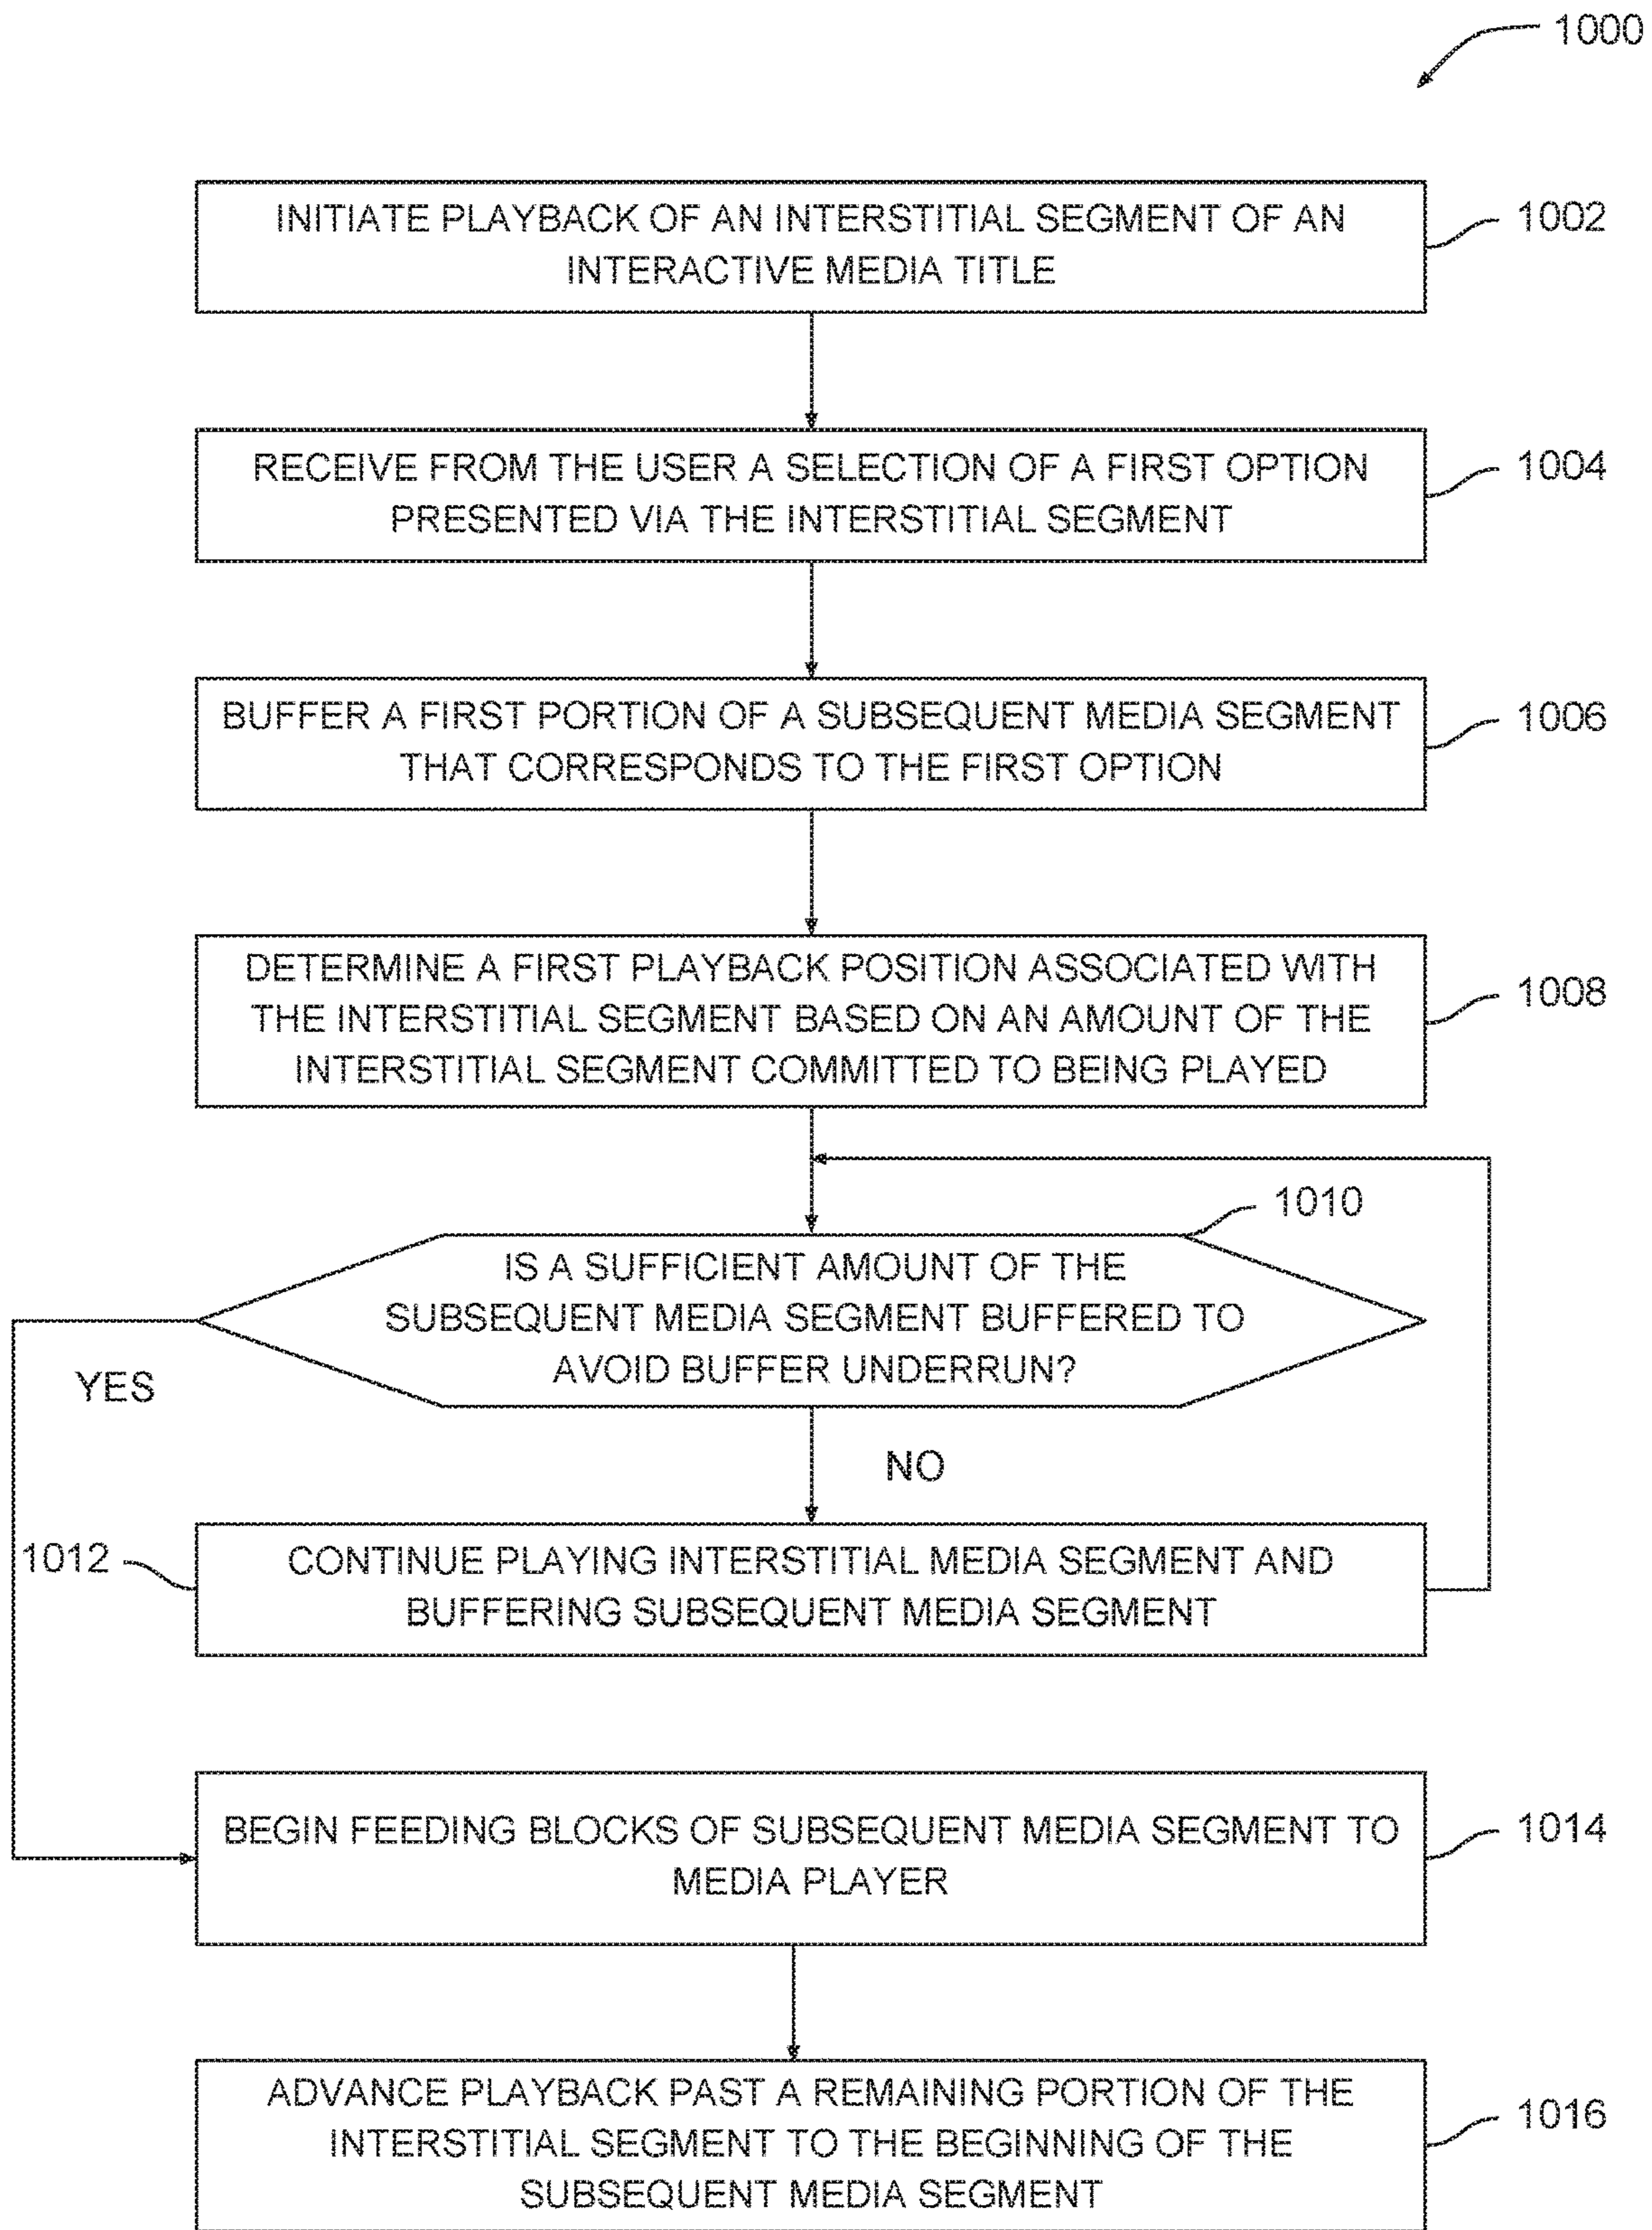 1000
INITIATE PLAYBACK OF AN INTERSTITIAL SEGMENT OF AN
INTERACTIVE MEDIA TITLE
1002
RECEIVE FROM THE USER A SELECTION OF A FIRST OPTION
PRESENTED VIA THE INTERSTITIAL SEGMENT
1004
BUFFER A FIRST PORTION OF A SUBSEQUENT MEDIA SEGMENT
THAT CORRESPONDS TO THE FIRST OPTION
1006
DETERMINE A FIRST PLAYBACK POSITION ASSOCIATED WITH
THE INTERSTITIAL SEGMENT BASED ON AN AMOUNT OF THE
INTERSTITIAL SEGMENT COMMITTED TO BEING PLAYED
1008
1010
IS A SUFFICIENT AMOUNT OF THE
SUBSEQUENT MEDIA SEGMENT BUFFERED TO
AVOID BUFFER UNDERRUN?
YES
NO
1012
CONTINUE PLAYING INTERSTITIAL MEDIA SEGMENT AND
BUFFERING SUBSEQUENT MEDIA SEGMENT
BEGIN FEEDING BLOCKS OF SUBSEQUENT MEDIA SEGMENT TO
MEDIA PLAYER
1014
ADVANCE PLAYBACK PAST A REMAINING PORTION OF THE
INTERSTITIAL SEGMENT TO THE BEGINNING OF THE
SUBSEQUENT MEDIA SEGMENT
1016